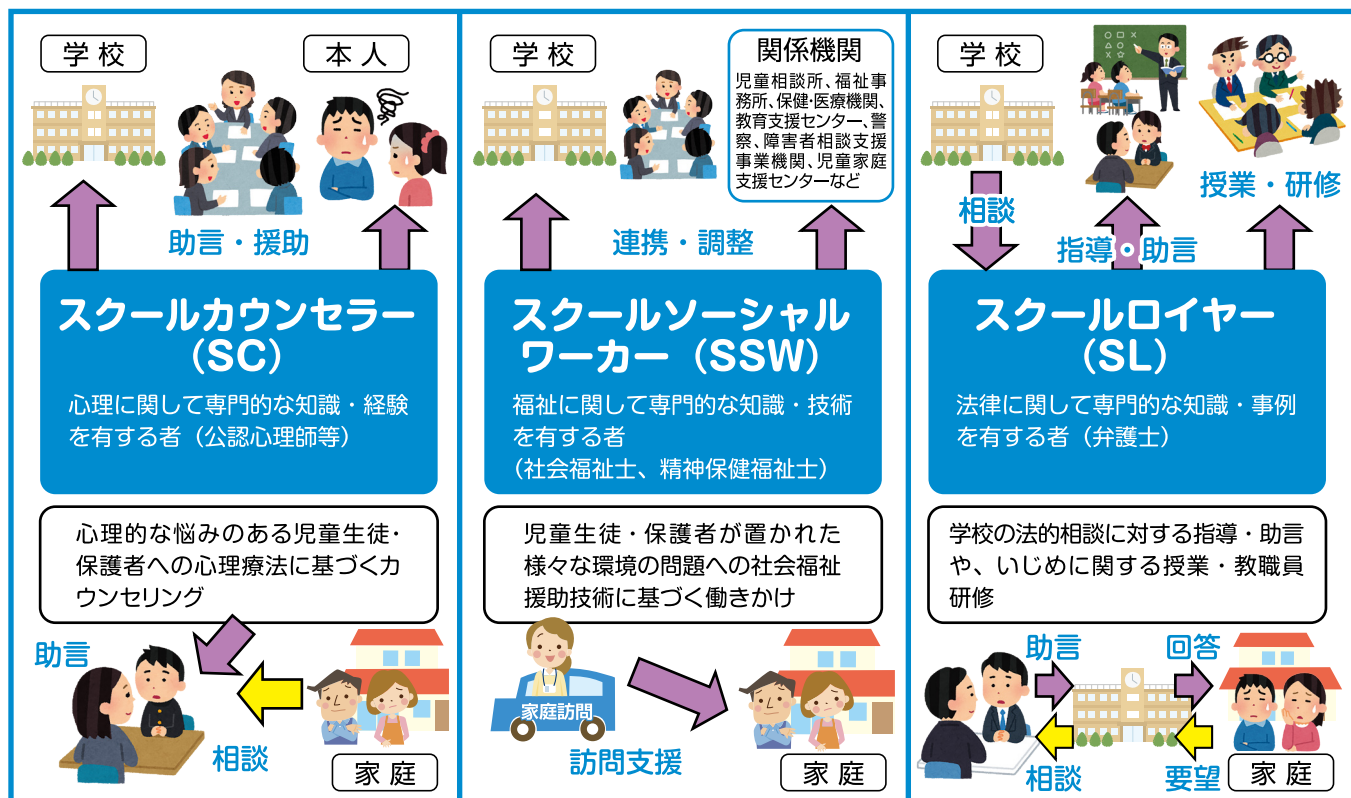 学校
本人
助言・援助
スクールカウンセラー
（SC）
心理に関して専門的な知識・経験
を有する者（公認心理師等）
心理的な悩みのある児童生徒・
保護者への心理療法に基づくカ
ウンセリング
助言
相談
家庭
学校
関係機関
児童相談所、福祉事
務所、保健・医療機関、
教育支援センター、警
察、障害者相談支援
事業機関、児童家庭
支援センターなど
連携・調整
スクールソーシャル
ワーカー（SSW）
福祉に関して専門的な知識・技術
を有する者
（社会福祉士、精神保健福祉士）
児童生徒・保護者が置かれた
様々な環境の問題への社会福祉
援助技術に基づく働きかけ
家庭訪問
訪問支援
家庭
学校
授業・研修
相談
指導・助言
スクールロイヤー
（SL）
法律に関して専門的な知識・事例
を有する者（弁護士）
学校の法的相談に対する指導・助言
や、いじめに関する授業・教職員
研修
助言
回答
相談
要望
家庭